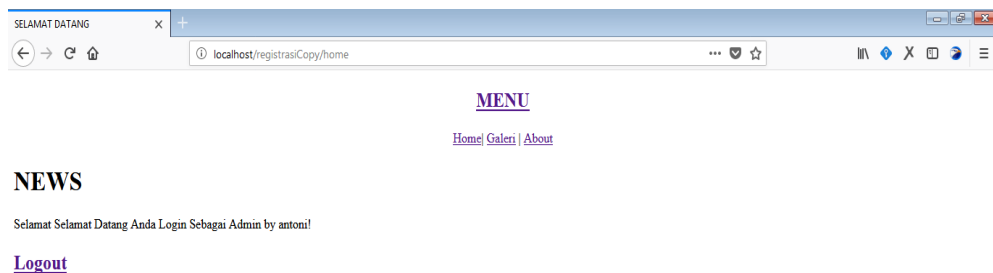 SELAMAT DATANG
localhost/registrasiCopy/home
MENU
Home| Galeri | About
NEWS
Selamat Selamat Datang Anda Login Sebagai Admin by antoni!
Logout